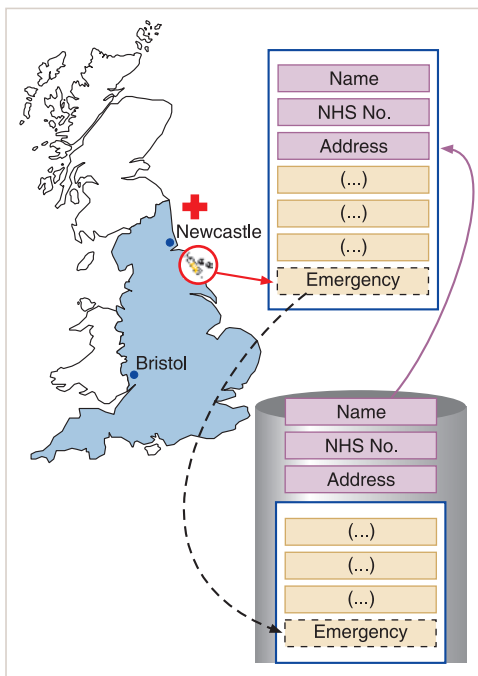 Name
NHS No.
Address
(...)
(...)
(...)
Emergency
Newcastle
Bristol
Name
NHS No.
Address
(...)
(...)
(...)
Emergency